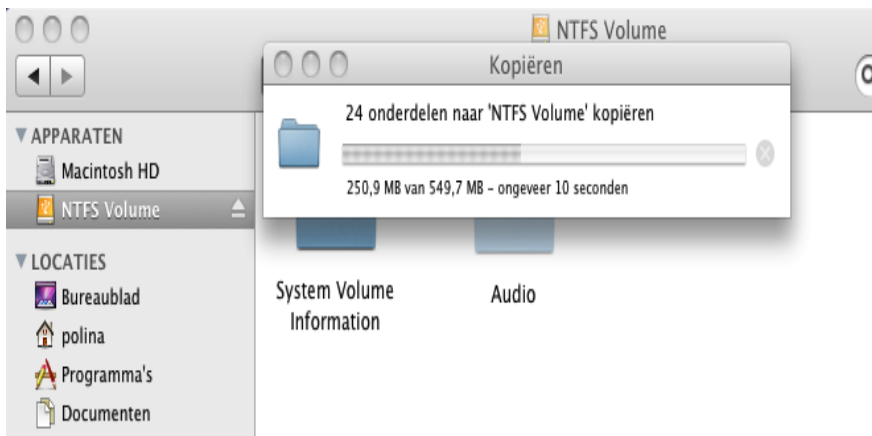 NTFS Volume
Kopiëren
24 onderdelen naar 'NTFS Volume' kopiëren
250,9 MB van 549,7 MB – ongeveer 10 seconden
APPARATEN
Macintosh HD
NTFS Volume
LOCATIES
Bureaublad
polina
Programma's
Documenten
System Volume
Information
Audio